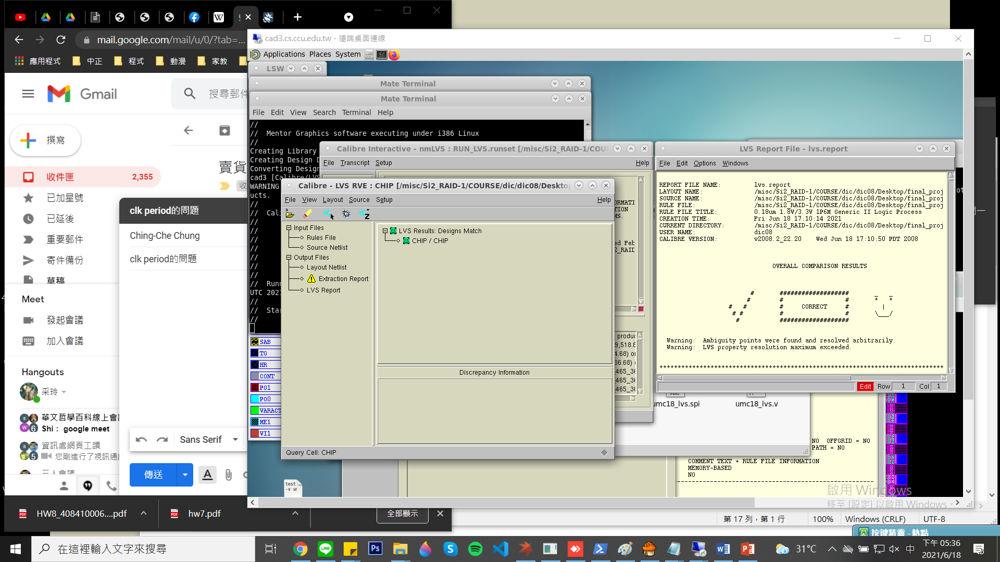 mail.google.com/mail/u/0/?tab=...
應用程式
中正
程式
動漫
家教
Gmail
搜尋郵件
撰寫
收件匣 2,355
已加星號
已延後
重要郵件
寄件備份
草稿
Meet
發起會議
加入會議
Hangouts
采玲
華文哲學百科線上會
Shi： google meet
6
資訊處網頁工讀
5 您剛進行了視訊通
三人會議
賣貨
clk period的問題
Ching-Che Chung
clk period的問題
Sans Serif
傳送
HW8_408410006....pdf
hw7.pdf
全部顯示
cad3.cs.ccu.edu.tw - 遠端桌面連線
Applications Places System
LSW
Mate Terminal
Mate Terminal
File Edit View Search Terminal Help
//
// Mentor Graphics software executing under i386 Linux
//
Creating Library
Creating Design D
Converting Design
cad3 [Calibre/LVS
WARNING
ucts.
//
// Cali
//
//
//
//
//
//
//
// Runn
UTC 202
//
// Star
//
SAB
TG
HR
CONT
PO1
PO0
VARACT
ME1
VI1
Calibre Interactive - nmLVS : RUN_LVS.runset [/misc/Si2_RAID-1/COU
File Transcript Setup Help
Calibre - LVS RVE : CHIP [/misc/Si2_RAID-1/COURSE/dic/dic08/Deskto
File View Layout Source Setup Help
Input Files
Rules File
Source Netlist
Output Files
Layout Netlist
Extraction Report
LVS Report
LVS Results: Designs Match
CHIP / CHIP
Discrepancy Information
Query Cell: CHIP
ORMATI
TION
MS.
ed Feb
2_RAID
produc
9,518.8
4.68) o
66.68)
_465_36
_465_36
_465_36
LVS Report File - lvs.report
File Edit Options Windows
REPORT FILE NAME: lvs.report
LAYOUT NAME: /misc/Si2_RAID-1/COURSE/dic/dic08/Desktop/final_proj
SOURCE NAME: /misc/Si2_RAID-1/COURSE/dic/dic08/Desktop/final_proj
RULE FILE: /misc/Si2_RAID-1/COURSE/dic/dic08/Desktop/final_proj
RULE FILE TITLE: 0.18um 1.8V/3.3V 1P6M Generic II Logic Process
CREATION TIME: Fri Jun 18 17:10:14 2021
CURRENT DIRECTORY: /misc/Si2_RAID-1/COURSE/dic/dic08/Desktop/final_proj
USER NAME: dic08
CALIBRE VERSION: v2008.2_22.20 Wed Jun 18 17:10:50 PDT 2008
OVERALL COMPARISON RESULTS
# ################### _ _
# # # * *
# # # CORRECT # |
# # # # \___/
# ###################
Warning: Ambiguity points were found and resolved arbitrarily.
Warning: LVS property resolution maximum exceeded.
Edit Row 1 Col 1
umc18_lvs.spi
umc18_lvs.v
NO OFFGRID = NO
PATH = NO
COMMENT TEXT + RULE FILE INFORMATION
MEMORY-BASED
NO
test
啟用 Windows
移至 [設定] 以啟用 Windows。
第 17 列，第 1 行
100%
Windows (CRLF)
UTF-8
按鍵精靈 - 熱點
在這裡輸入文字來搜尋
31°C
中
下午 05:36
2021/6/18